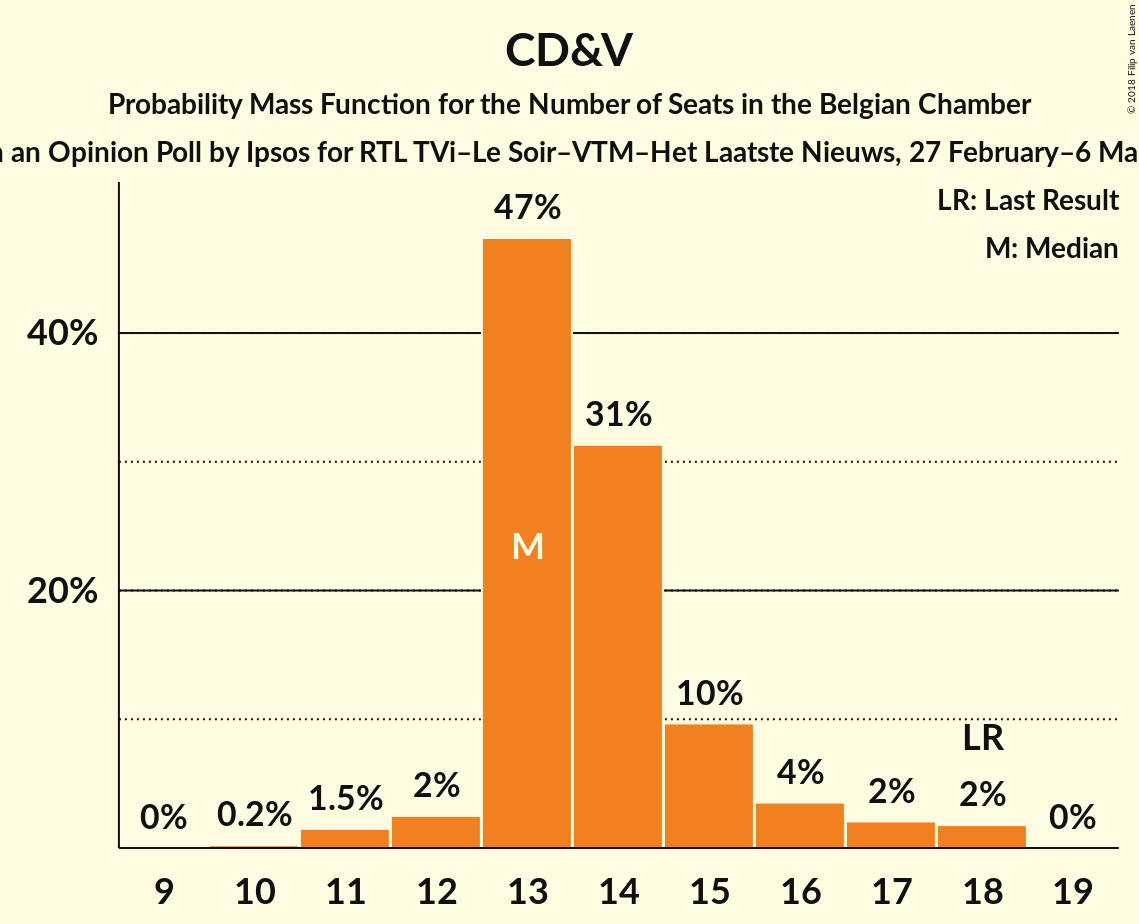 CD&V
Probability Mass Function for the Number of Seats in the Belgian Chamber
an Opinion Poll by Ipsos for RTL TVi–Le Soir–VTM–Het Laatste Nieuws, 27 February–6
LR: Last Result
M: Median
47%
40%
31%
M
20%
10%
LR
4%
2%
2%
2%
1.5%
0.2%
0%
0%
9 10 11 12 13 14 15 16 17 18 19
© 2018 Filip van Laenen